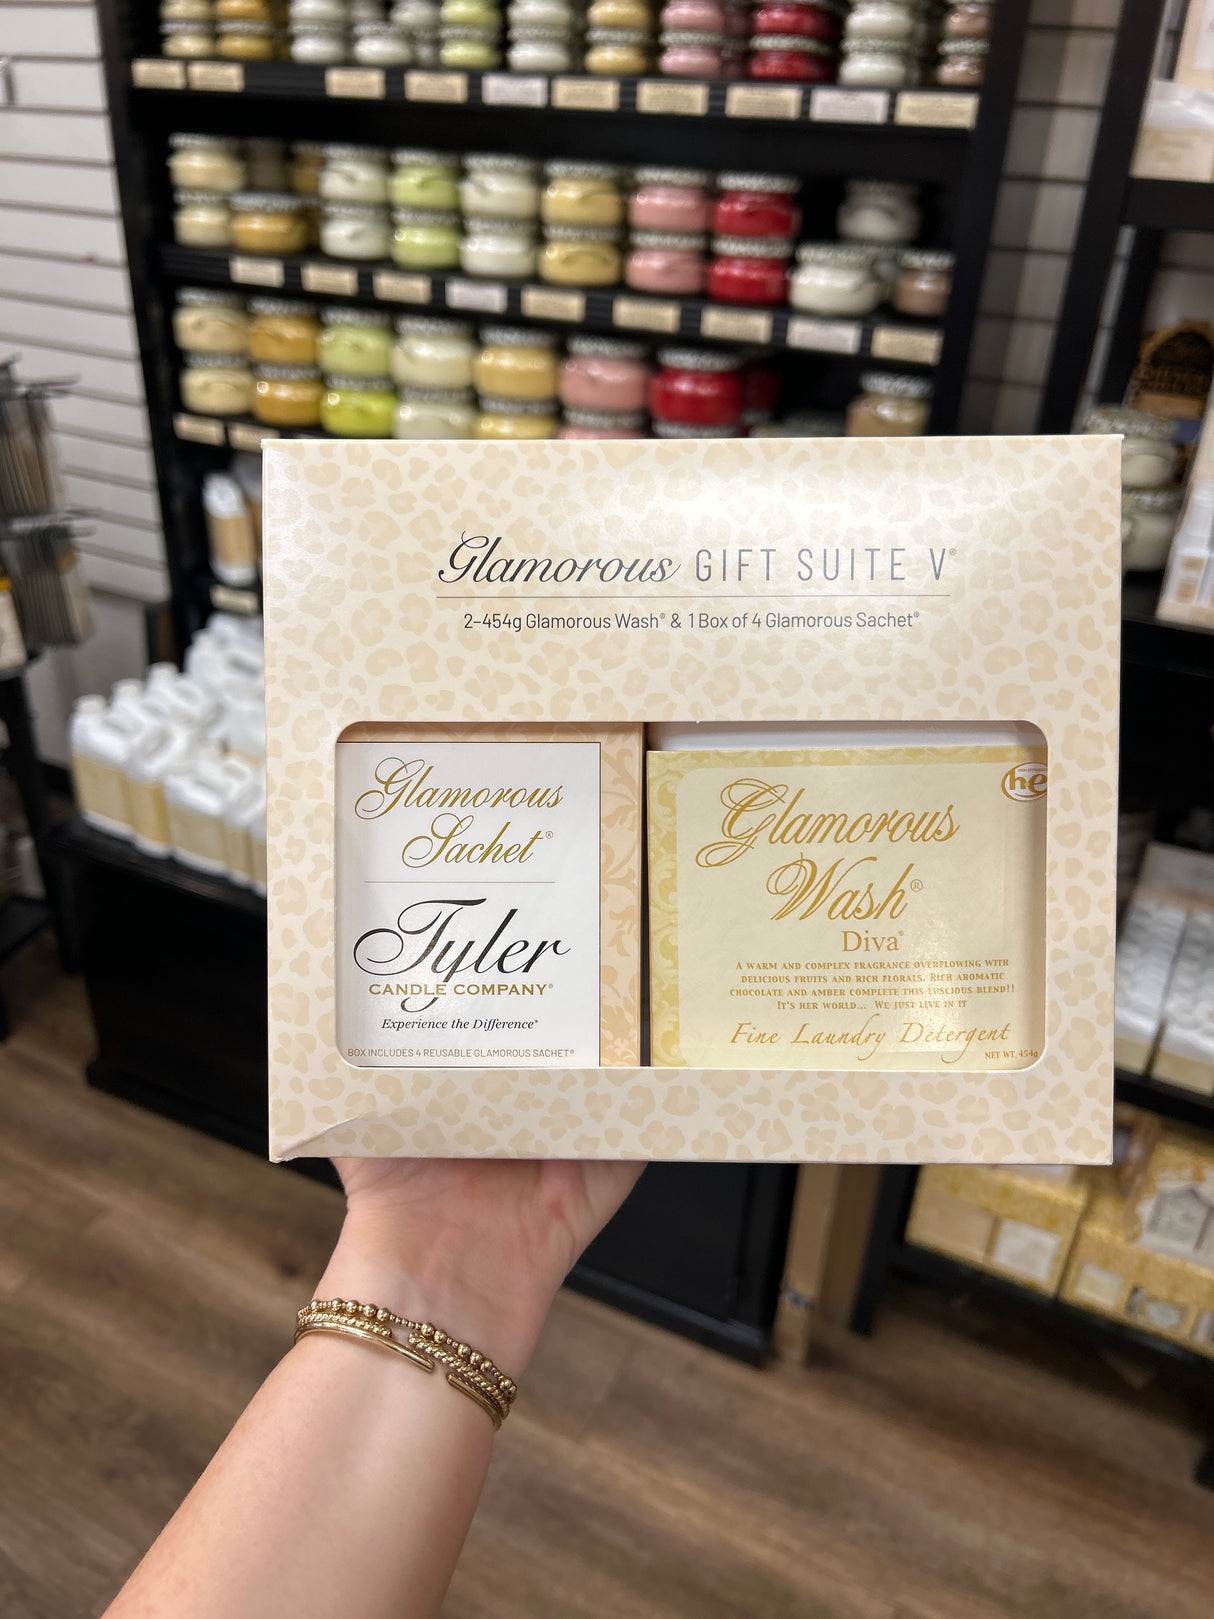 Glamorous GIFT SUITE V®
2–454g Glamorous Wash® & 1 Box of 4 Glamorous Sachet®
Glamorous
Sachet®
Tyler
CANDLE COMPANY®
Experience the Difference®
BOX INCLUDES 4 REUSABLE GLAMOROUS SACHET®
he
Glamorous
Wash®
Diva®
A WARM AND COMPLEX FRAGRANCE OVERFLOWING WITH
DELICIOUS FRUITS AND RICH FLORALS. RICH AROMATIC
CHOCOLATE AND AMBER COMPLETE THIS LUSCIOUS BLEND!!
IT'S HER WORLD... WE JUST LIVE IN IT
Fine Laundry Detergent
NET WT. 454g